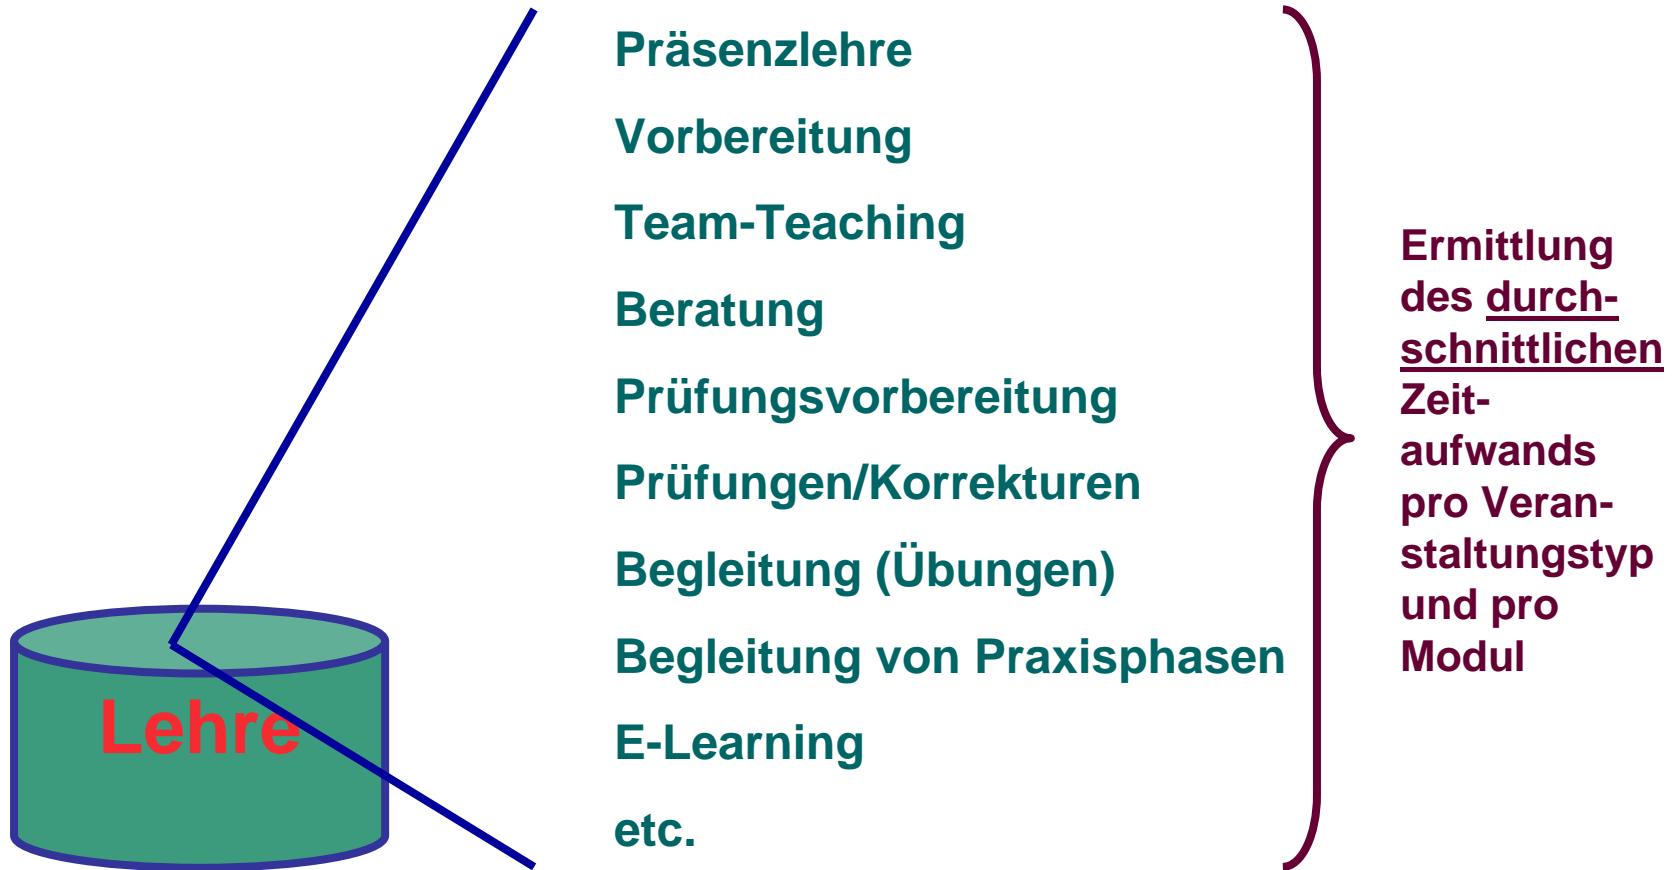 Präsenzlehre
Vorbereitung
Team-Teaching
Beratung
Prüfungsvorbereitung
Prüfungen/Korrekturen
Begleitung (Übungen)
Begleitung von Praxisphasen
E-Learning
etc.
Lehre
Ermittlung
des durch-
schnittlichen
Zeit-
aufwands
pro Veran-
staltungstyp
und pro
Modul